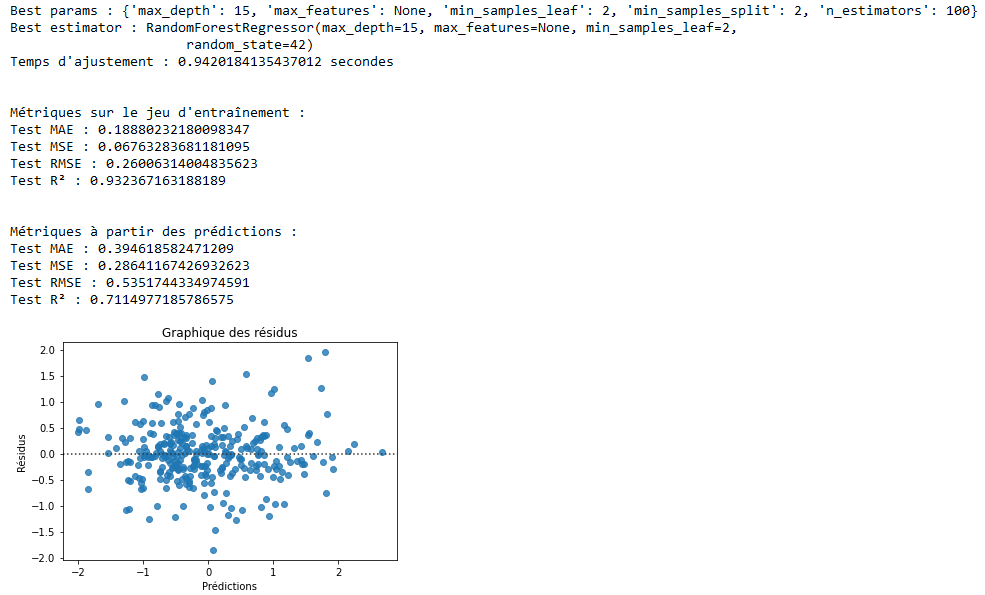 Best params : {'max_depth': 15, 'max_features': None, 'min_samples_leaf': 2, 'min_samples_split': 2, 'n_estimators': 100}
Best estimator : RandomForestRegressor(max_depth=15, max_features=None, min_samples_leaf=2,
random_state=42)
Temps d'ajustement : 0.9420184135437012 secondes
Métriques sur le jeu d'entraînement :
Test MAE : 0.18880232180098347
Test MSE : 0.06763283681181095
Test RMSE : 0.26006314004835623
Test R² : 0.932367163188189
Métriques à partir des prédictions :
Test MAE : 0.394618582471209
Test MSE : 0.28641167426932623
Test RMSE : 0.5351744334974591
Test R² : 0.7114977185786575
Graphique des résidus
2.0
1.5
1.0
0.5
0.0
−0.5
−1.0
−1.5
−2.0
Résidus
−2 −1 0 1 2
Prédictions